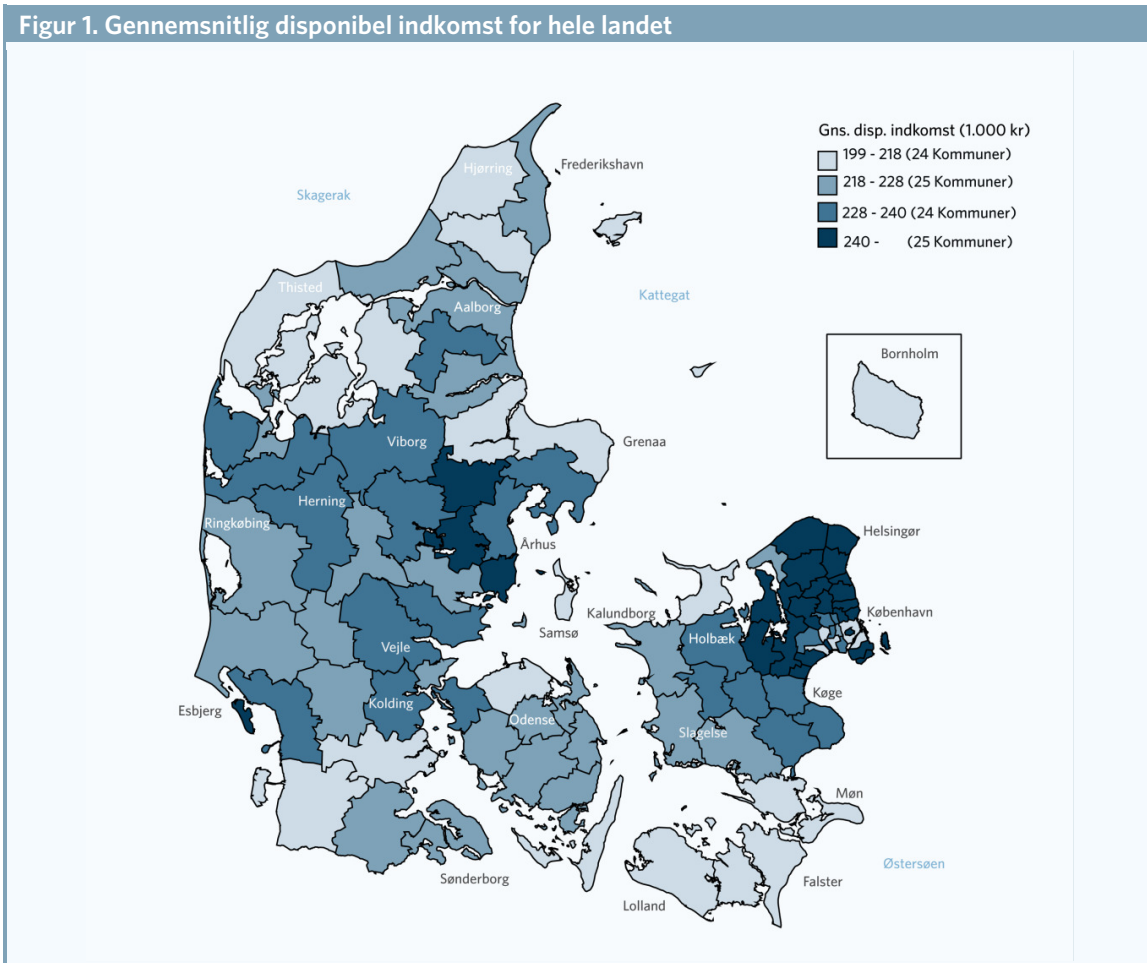 Figur 1. Gennemsnitlig disponibel indkomst for hele landet
Gns. disp. indkomst (1.000 kr)
199 - 218 (24 Kommuner)
218 - 228 (25 Kommuner)
228 - 240 (24 Kommuner)
240 - (25 Kommuner)
Hjørring
Frederikshavn
Skagerak
Thisted
Aalborg
Kattegat
Bornholm
Viborg
Grenaa
Herning
Ringkøbing
Århus
Helsingør
Kalundborg
København
Samsø
Holbæk
Vejle
Kolding
Køge
Esbjerg
Odense
Slagelse
Møn
Sønderborg
Østersøen
Falster
Lolland